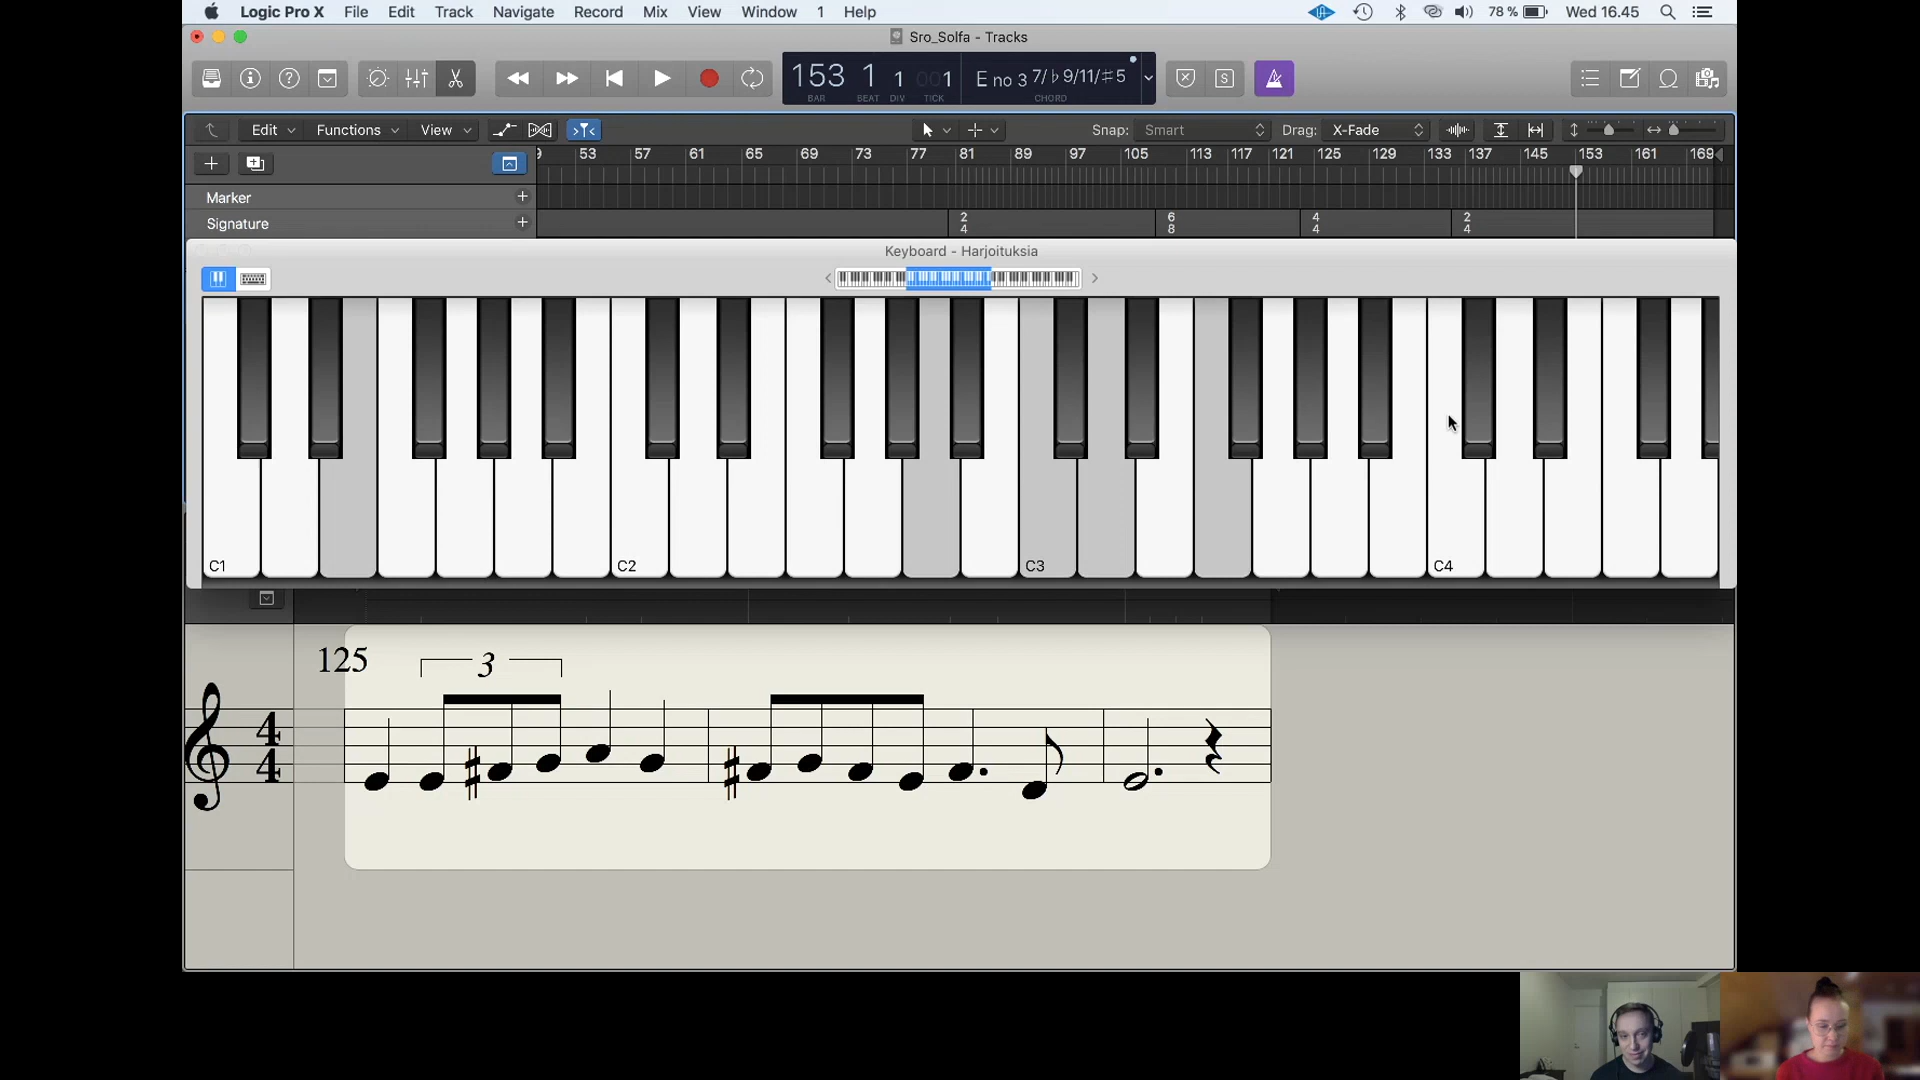 Logic Pro X File Edit Track Navigate Record Mix View Window 1 Help 78 % Wed 16.45
Sro_Solfa - Tracks
153 1 1 001 E no 3 7/♭9/11/♯5
BAR BEAT DIV TICK CHORD
S
Edit Functions View Snap: Smart Drag: X-Fade
9 53 57 61 65 69 73 77 81 89 97 105 113 117 121 125 129 133 137 145 153 161 169
Marker
Signature 2/4 6/8 4/4 2/4
Keyboard - Harjoituksia
C1 C2 C3 C4
125 3
4
4